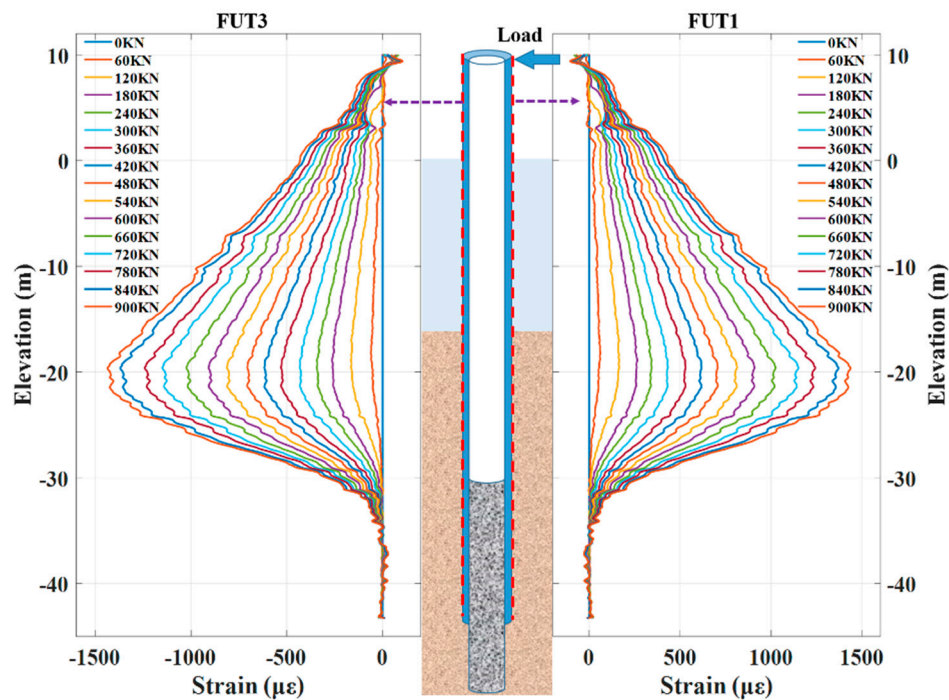 FUT3
Load
FUT1
0KN
60KN
120KN
180KN
240KN
300KN
360KN
420KN
480KN
540KN
600KN
660KN
720KN
780KN
840KN
900KN
0KN
60KN
120KN
180KN
240KN
300KN
360KN
420KN
480KN
540KN
600KN
660KN
720KN
780KN
840KN
900KN
Elevation (m)
10
0
-10
-20
-30
-40
Elevation (m)
10
0
-10
-20
-30
-40
-1500 -1000 -500 0
0 500 1000 1500
Strain (με)
Strain (με)